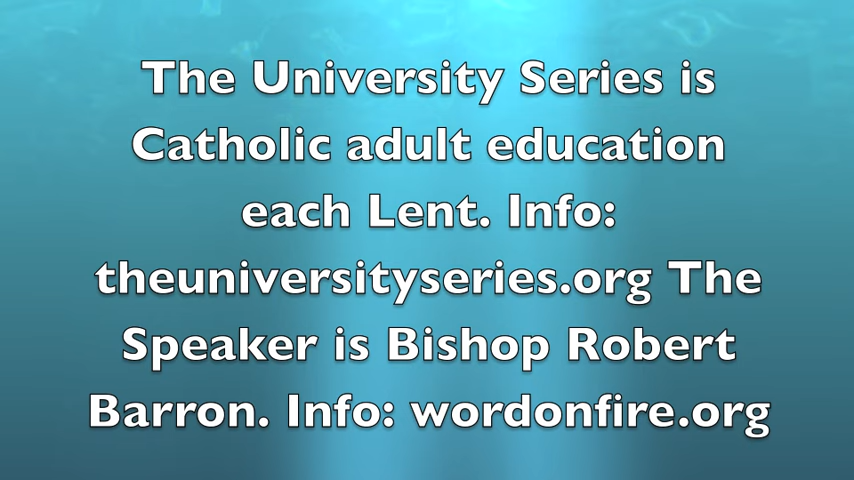 The University Series is
Catholic adult education
each Lent. Info:
theuniversityseries.org The
Speaker is Bishop Robert
Barron. Info: wordonfire.org